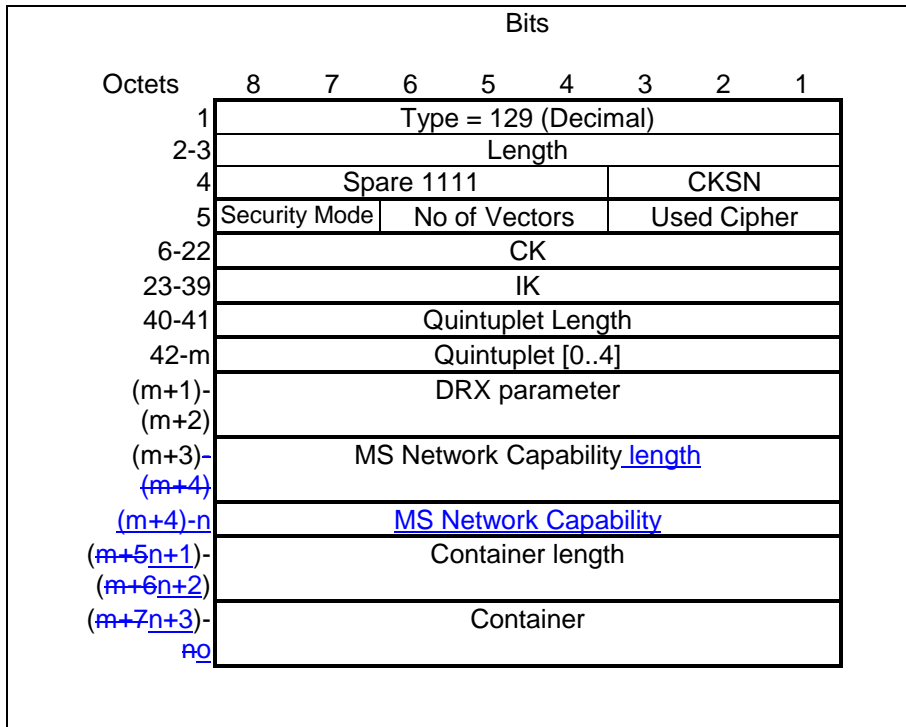 Bits
Octets 8 7 6 5 4 3 2 1
1 Type = 129 (Decimal)
2-3 Length
4 Spare 1111 CKSN
5 Security Mode No of Vectors Used Cipher
6-22 CK
23-39 IK
40-41 Quintuplet Length
42-m Quintuplet [0..4]
(m+1)- DRX parameter
(m+2)
(m+3)- MS Network Capability length
(m+4)
(m+4)-n MS Network Capability
(m+5n+1)- Container length
(m+6n+2)
(m+7n+3)- Container
no